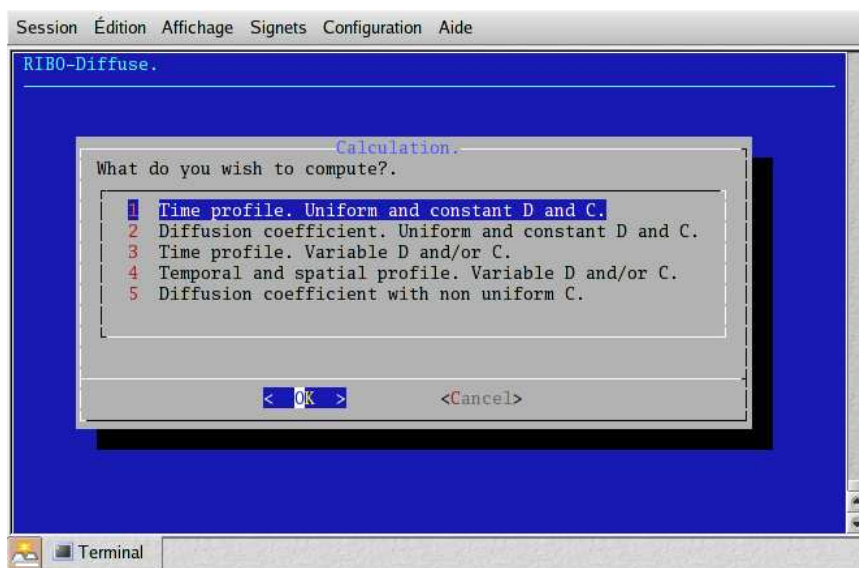 Session Édition Affichage Signets Configuration Aide
RIBO-Diffuse.
Calculation.
What do you wish to compute?.
1 Time profile. Uniform and constant D and C.
2 Diffusion coefficient. Uniform and constant D and C.
3 Time profile. Variable D and/or C.
4 Temporal and spatial profile. Variable D and/or C.
5 Diffusion coefficient with non uniform C.
< OK > <Cancel>
Terminal